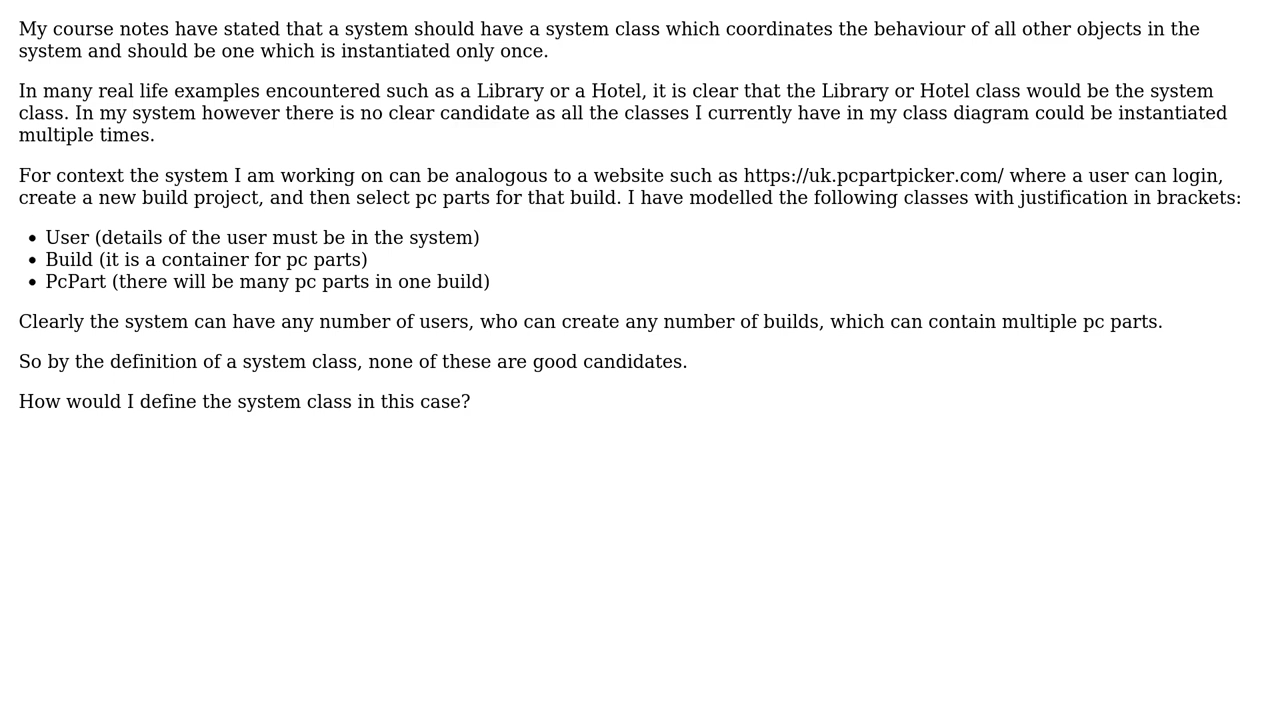 My course notes have stated that a system should have a system class which coordinates the behaviour of all other objects in the
system and should be one which is instantiated only once.
In many real life examples encountered such as a Library or a Hotel, it is clear that the Library or Hotel class would be the system
class. In my system however there is no clear candidate as all the classes I currently have in my class diagram could be instantiated
multiple times.
For context the system I am working on can be analogous to a website such as https://uk.pcpartpicker.com/ where a user can login,
create a new build project, and then select pc parts for that build. I have modelled the following classes with justification in brackets:
• User (details of the user must be in the system)
• Build (it is a container for pc parts)
• PcPart (there will be many pc parts in one build)
Clearly the system can have any number of users, who can create any number of builds, which can contain multiple pc parts.
So by the definition of a system class, none of these are good candidates.
How would I define the system class in this case?